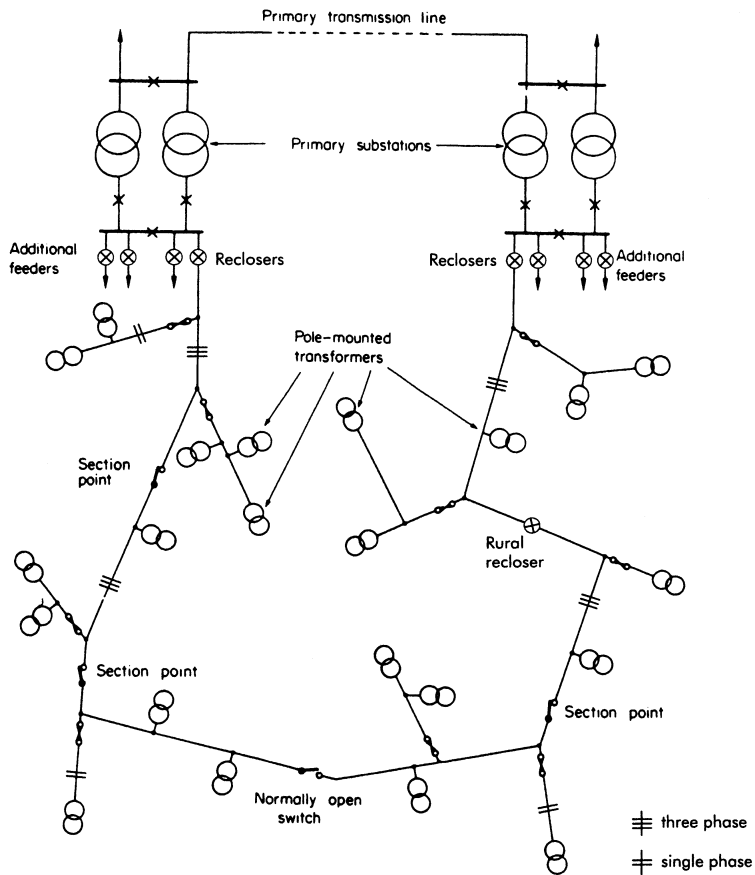 Primary transmission line
Primary substations
Additional
feeders
Reclosers
Reclosers
Additional
feeders
Pole-mounted
transformers
Section
point
Rural
recloser
Section point
Section point
Normally open
switch
three phase
single phase